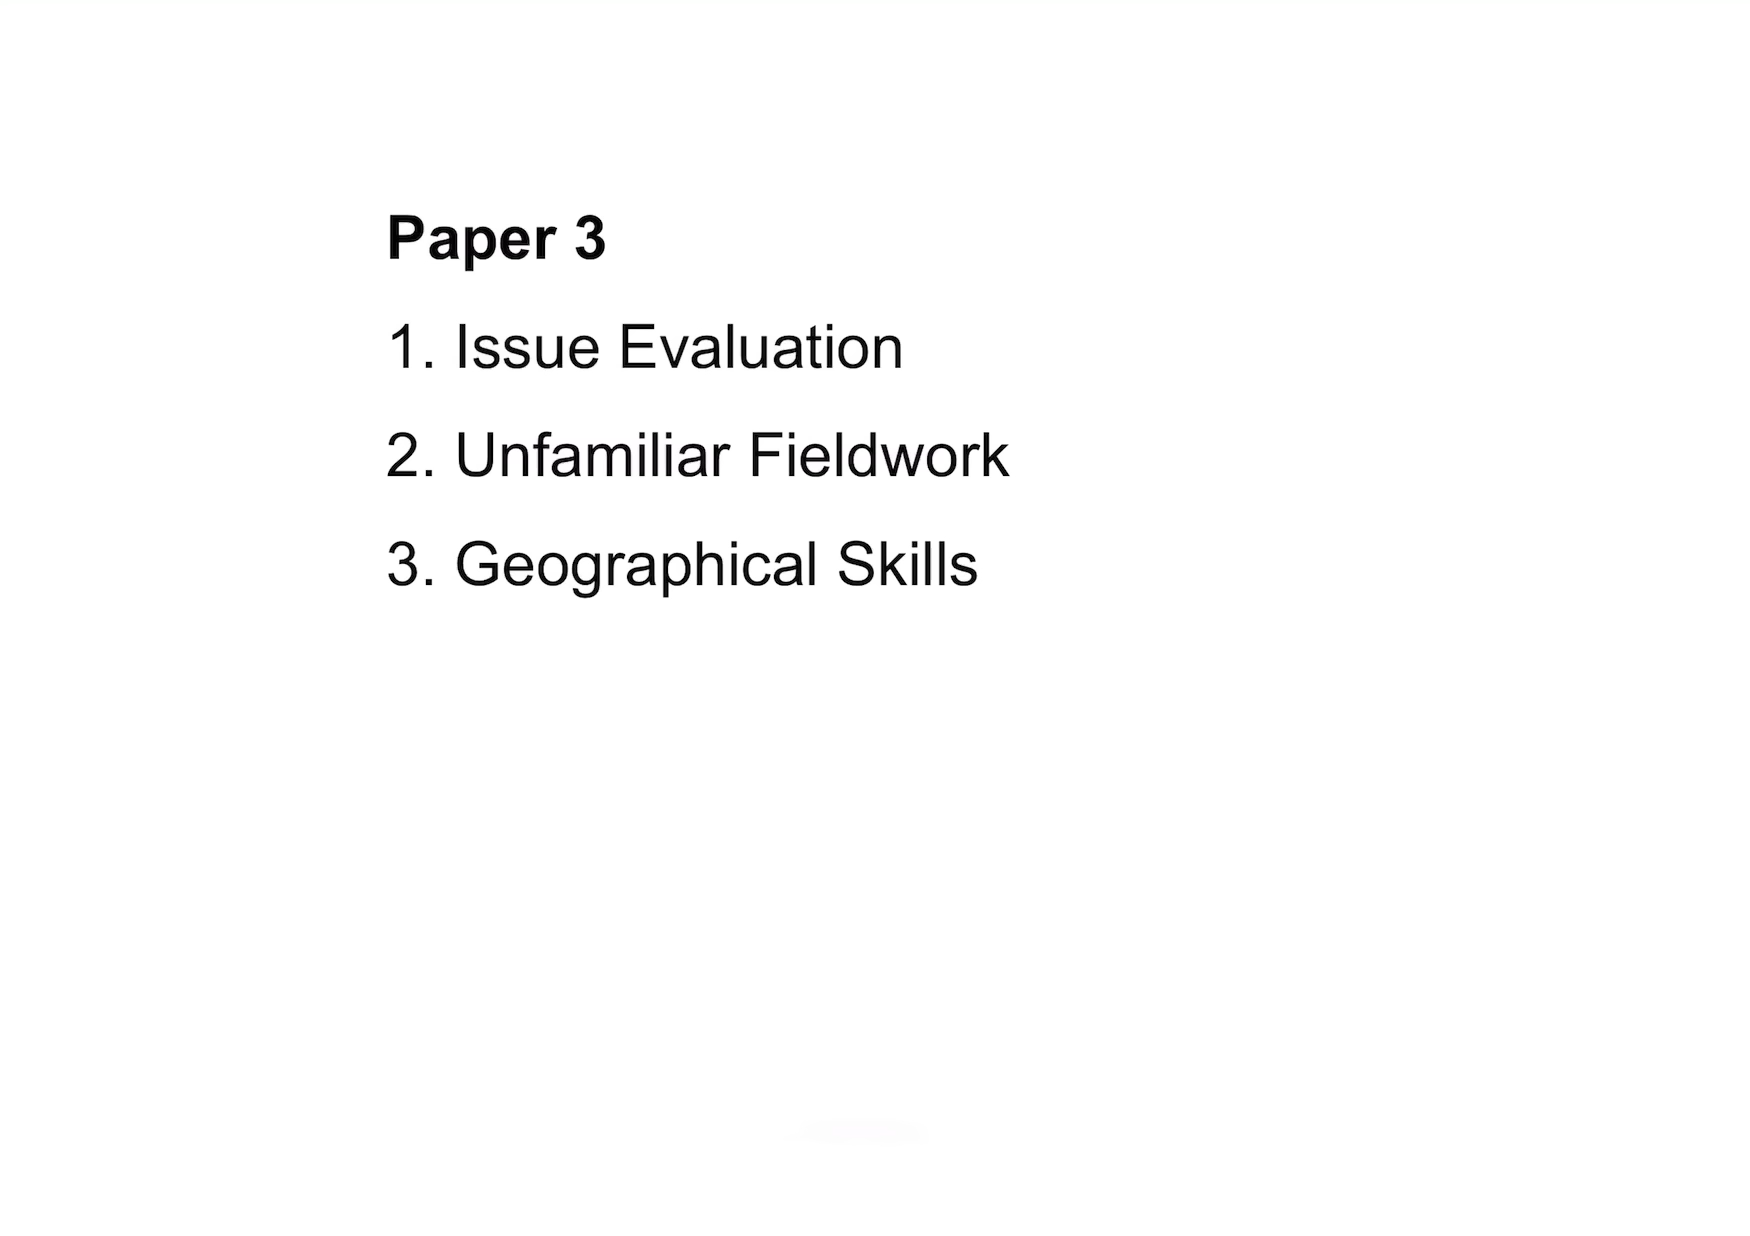 Paper 3
1. Issue Evaluation
2. Unfamiliar Fieldwork
3. Geographical Skills